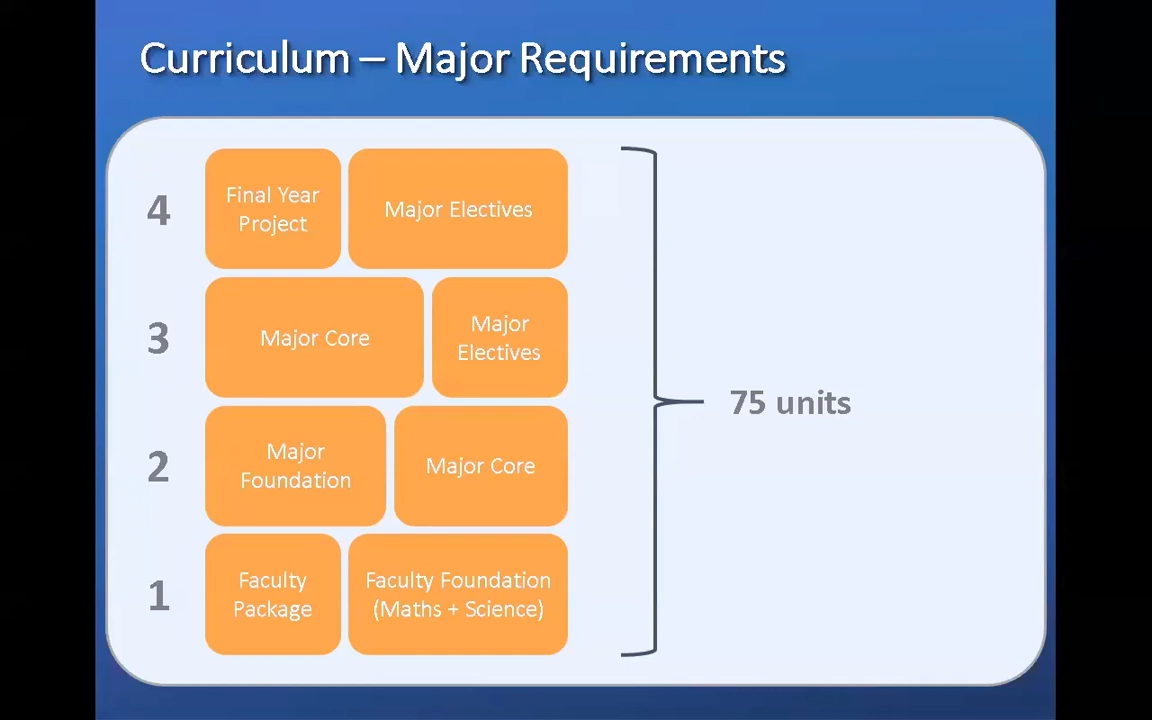 Curriculum – Major Requirements
4
Final Year
Project
Major Electives
3
Major Core
Major
Electives
2
Major
Foundation
Major Core
1
Faculty
Package
Faculty Foundation
(Maths + Science)
75 units